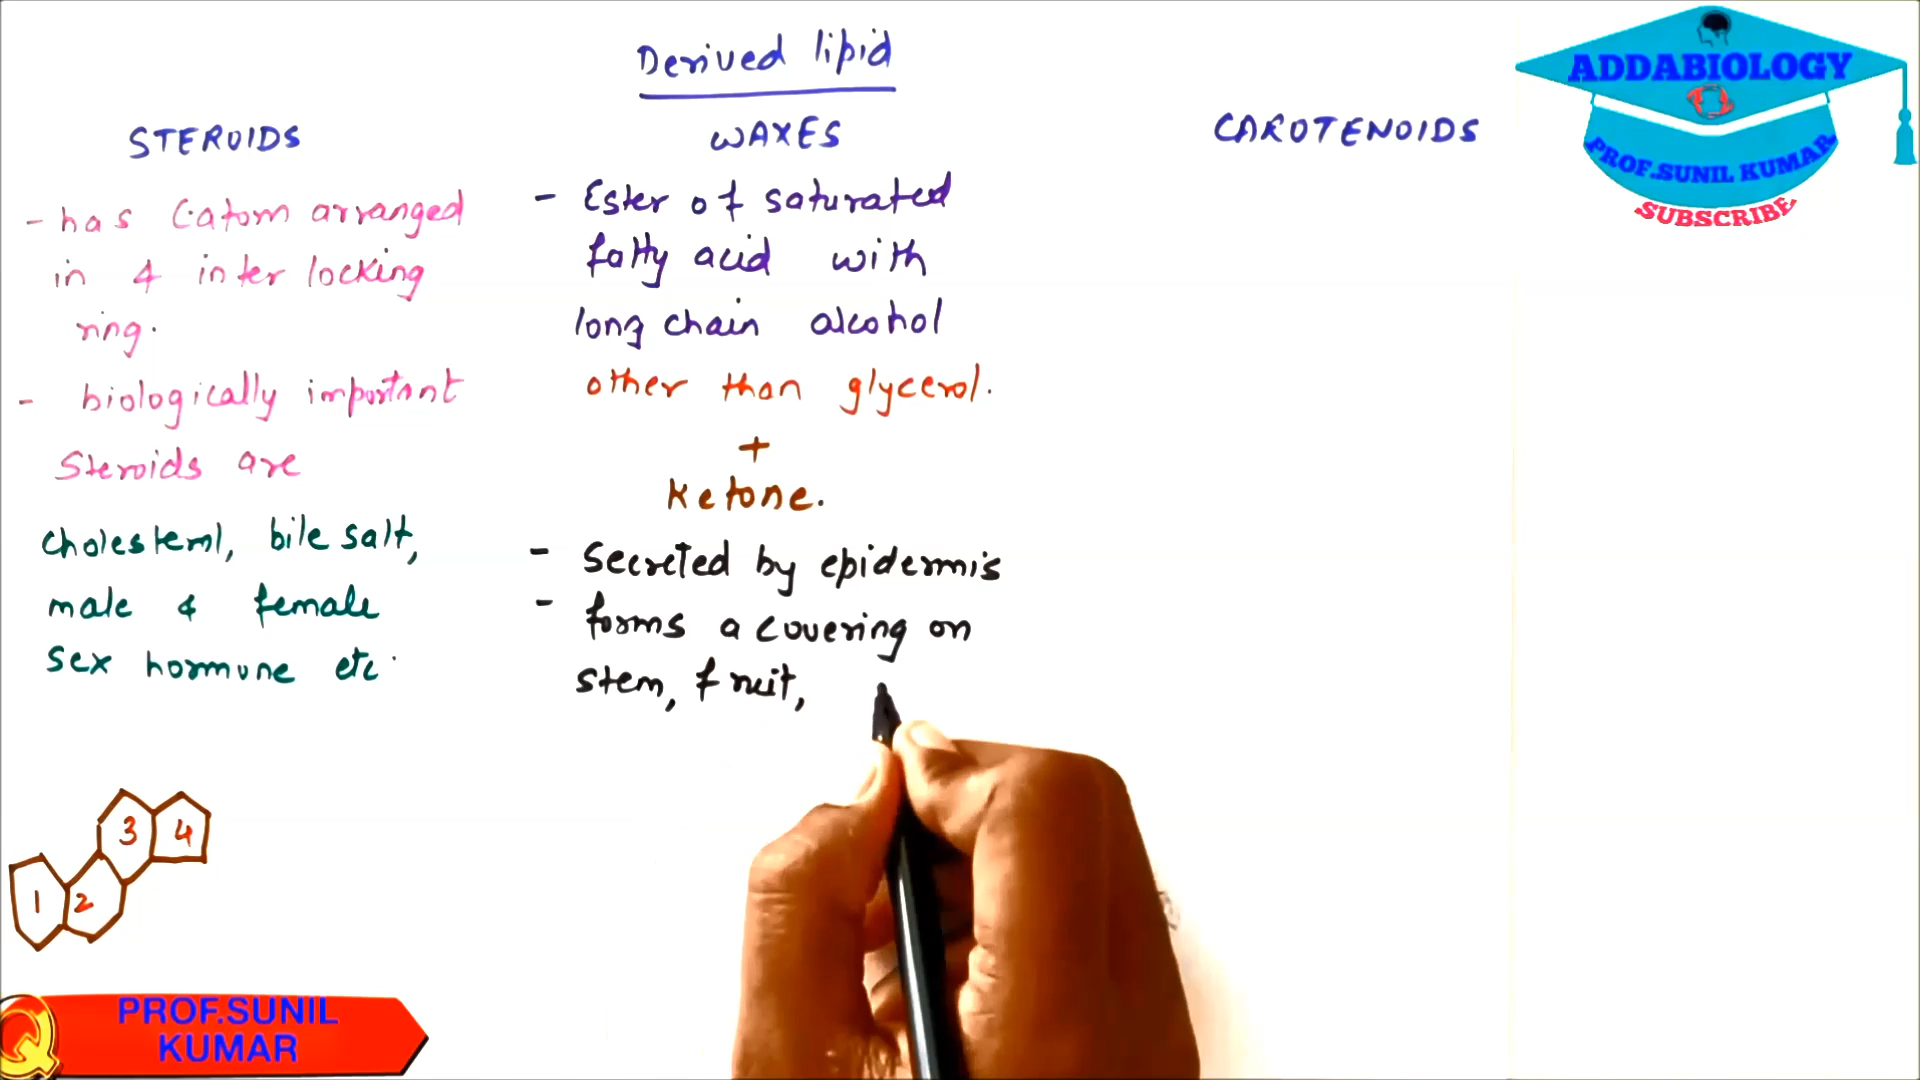 Derived lipid
STEROIDS
- has C-atom arranged
in 4 inter locking
ring.
- biologically important
Steroids are
cholesterol, bile salt,
male & female
sex hormone etc.
1
2
3
4
WAXES
- Ester of saturated
fatty acid with
long chain alcohol
other than glycerol.
+
Ketone.
- Secreted by epidermis
- forms a covering on
stem, fruit,
CAROTENOIDS
ADDABIOLOGY
PROF.SUNIL KUMAR
SUBSCRIBE
PROF.SUNIL
KUMAR